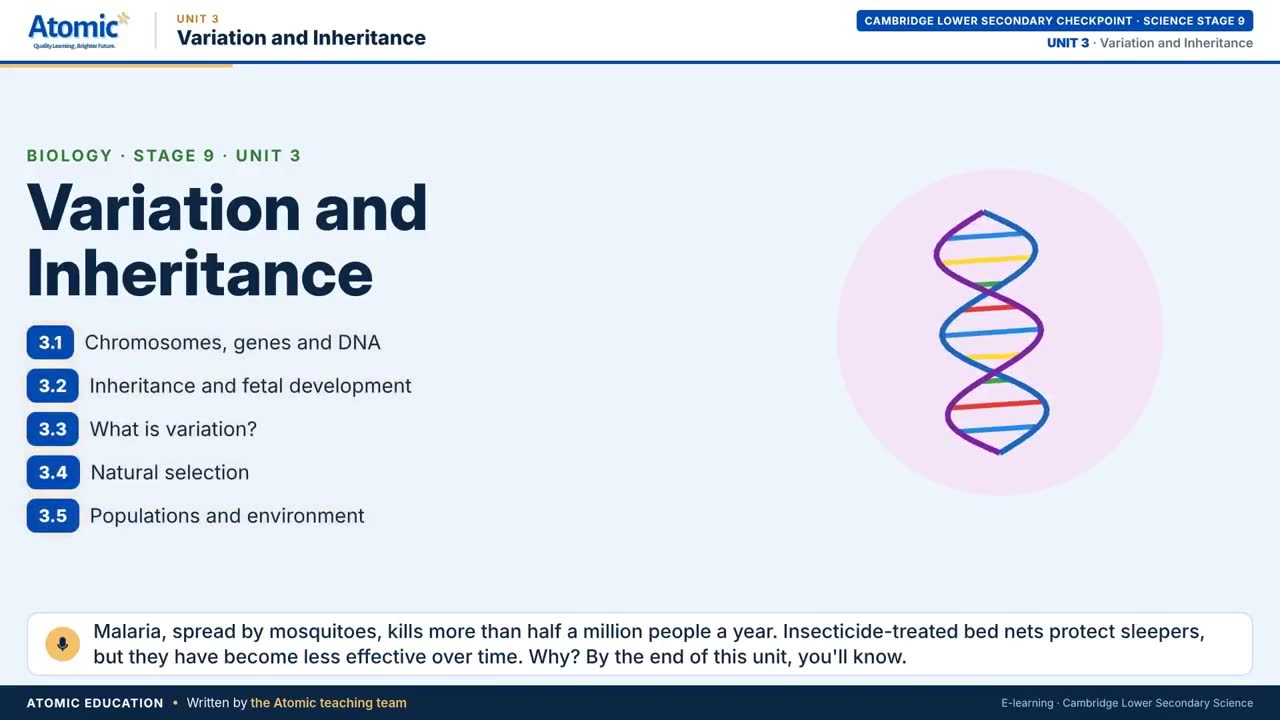 Atomic
Quality Learning, Brighter Future.
UNIT 3
Variation and Inheritance
CAMBRIDGE LOWER SECONDARY CHECKPOINT · SCIENCE STAGE 9
UNIT 3 · Variation and Inheritance
BIOLOGY · STAGE 9 · UNIT 3
Variation and
Inheritance
3.1 Chromosomes, genes and DNA
3.2 Inheritance and fetal development
3.3 What is variation?
3.4 Natural selection
3.5 Populations and environment
Malaria, spread by mosquitoes, kills more than half a million people a year. Insecticide-treated bed nets protect sleepers,
but they have become less effective over time. Why? By the end of this unit, you'll know.
ATOMIC EDUCATION • Written by the Atomic teaching team
E-learning · Cambridge Lower Secondary Science